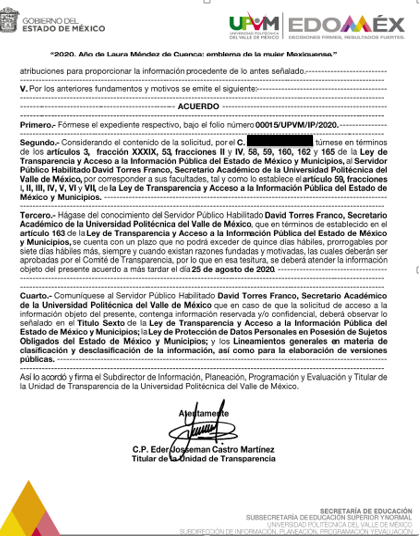 GOBIERNO DEL
ESTADO DE MÉXICO
UPVM
UNIVERSIDAD POLITÉCNICA
DEL VALLE DE MÉXICO
EDOMÉX
DECISIONES FIRMES, RESULTADOS FUERTES.
“2020. Año de Laura Méndez de Cuenca: emblema de la mujer Mexiquense.”
atribuciones para proporcionar la información procedente de lo antes señalado.-
V. Por los anteriores fundamentos y motivos se emite el siguiente:-
ACUERDO
Primero.- Fórmese el expediente respectivo, bajo el folio número 00015/UPVM/IP/2020.-
Segundo.- Considerando el contenido de la solicitud, por el C. túrnese en términos
de los artículos 3, fracción XXXIX, 53, fracciones II y IV, 58, 59, 160, 162 y 165 de la Ley de
Transparencia y Acceso a la Información Pública del Estado de México y Municipios, al Servidor
Público Habilitado David Torres Franco, Secretario Académico de la Universidad Politécnica del
Valle de México, por corresponder a sus facultades, tal y como lo establece el artículo 59, fracciones
I, II, III, IV, V, VI y VII, de la Ley de Transparencia y Acceso a la Información Pública del Estado de
México y Municipios.
Tercero.- Hágase del conocimiento del Servidor Público Habilitado David Torres Franco, Secretario
Académico de la Universidad Politécnica del Valle de México, que en términos de lo establecido en el
artículo 163 de la Ley de Transparencia y Acceso a la Información Pública del Estado de México
y Municipios, se cuenta con un plazo que no podrá exceder de quince días hábiles, prorrogables por
siete días hábiles más, siempre y cuando existan razones fundadas y motivadas, las cuales deberán ser
aprobadas por el Comité de Transparencia, por lo que en esa tesitura, se deberá atender la información
objeto del presente acuerdo a más tardar el día 25 de agosto de 2020.
Cuarto.- Comuníquese al Servidor Público Habilitado David Torres Franco, Secretario Académico
de la Universidad Politécnica del Valle de México que en caso de que la solicitud de acceso a la
información objeto del presente, contenga información reservada y/o confidencial, deberá observar lo
señalado en el Titulo Sexto de la Ley de Transparencia y Acceso a la Información Pública del
Estado de México y Municipios; la Ley de Protección de Datos Personales en Posesión de Sujetos
Obligados del Estado de México y Municipios; y los Lineamientos generales en materia de
clasificación y desclasificación de la información, así como para la elaboración de versiones
públicas.
Así lo acordó y firma el Subdirector de Información, Planeación, Programación y Evaluación y Titular de
la Unidad de Transparencia de la Universidad Politécnica del Valle de México.
Atentamente
C.P. Eder Josseman Castro Martínez
Titular de la Unidad de Transparencia
SECRETARÍA DE EDUCACIÓN
SUBSECRETARÍA DE EDUCACIÓN SUPERIOR Y NORMAL
UNIVERSIDAD POLITÉCNICA DEL VALLE DE MÉXICO
SUBDIRECCIÓN DE INFORMACIÓN, PLANEACIÓN, PROGRAMACIÓN Y EVALUACIÓN